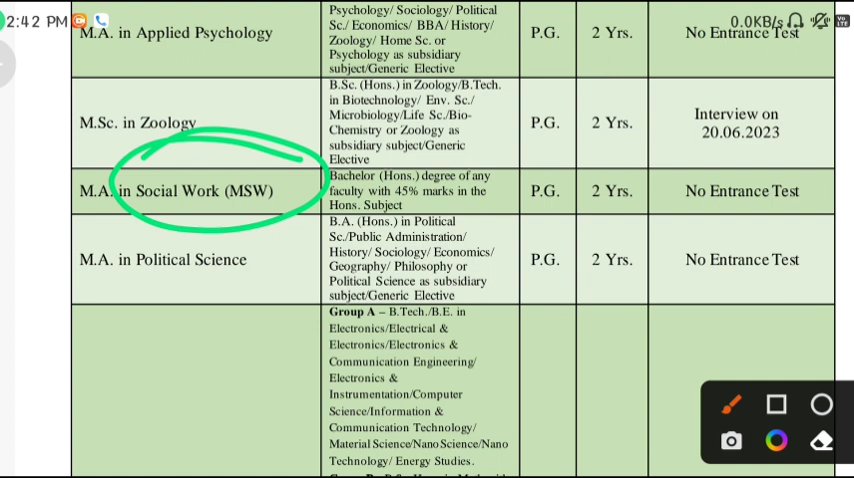 2:42 PM
0.0KB/s
Vo
LTE
Psychology/ Sociology/ Political
Sc./ Economics/ BBA/ History/
Zoology/ Home Sc. or
Psychology as subsidiary
subject/Generic Elective
M.A. in Applied Psychology
P.G.
2 Yrs.
No Entrance Test
M.Sc. in Zoology
B.Sc. (Hons.) in Zoology/B.Tech.
in Biotechnology/ Env. Sc./
Microbiology/Life Sc./Bio-
Chemistry or Zoology as
subsidiary subject/Generic
Elective
P.G.
2 Yrs.
Interview on
20.06.2023
M.A. in Social Work (MSW)
Bachelor (Hons.) degree of any
faculty with 45% marks in the
Hons. Subject
P.G.
2 Yrs.
No Entrance Test
M.A. in Political Science
B.A. (Hons.) in Political
Sc./Public Administration/
History/ Sociology/ Economics/
Geography/ Philosophy or
Political Science as subsidiary
subject/Generic Elective
P.G.
2 Yrs.
No Entrance Test
Group A – B.Tech./B.E. in
Electronics/Electrical &
Electronics/Electronics &
Communication Engineering/
Electronics &
Instrumentation/Computer
Science/Information &
Communication Technology/
Material Science/Nano Science/Nano
Technology/ Energy Studies.